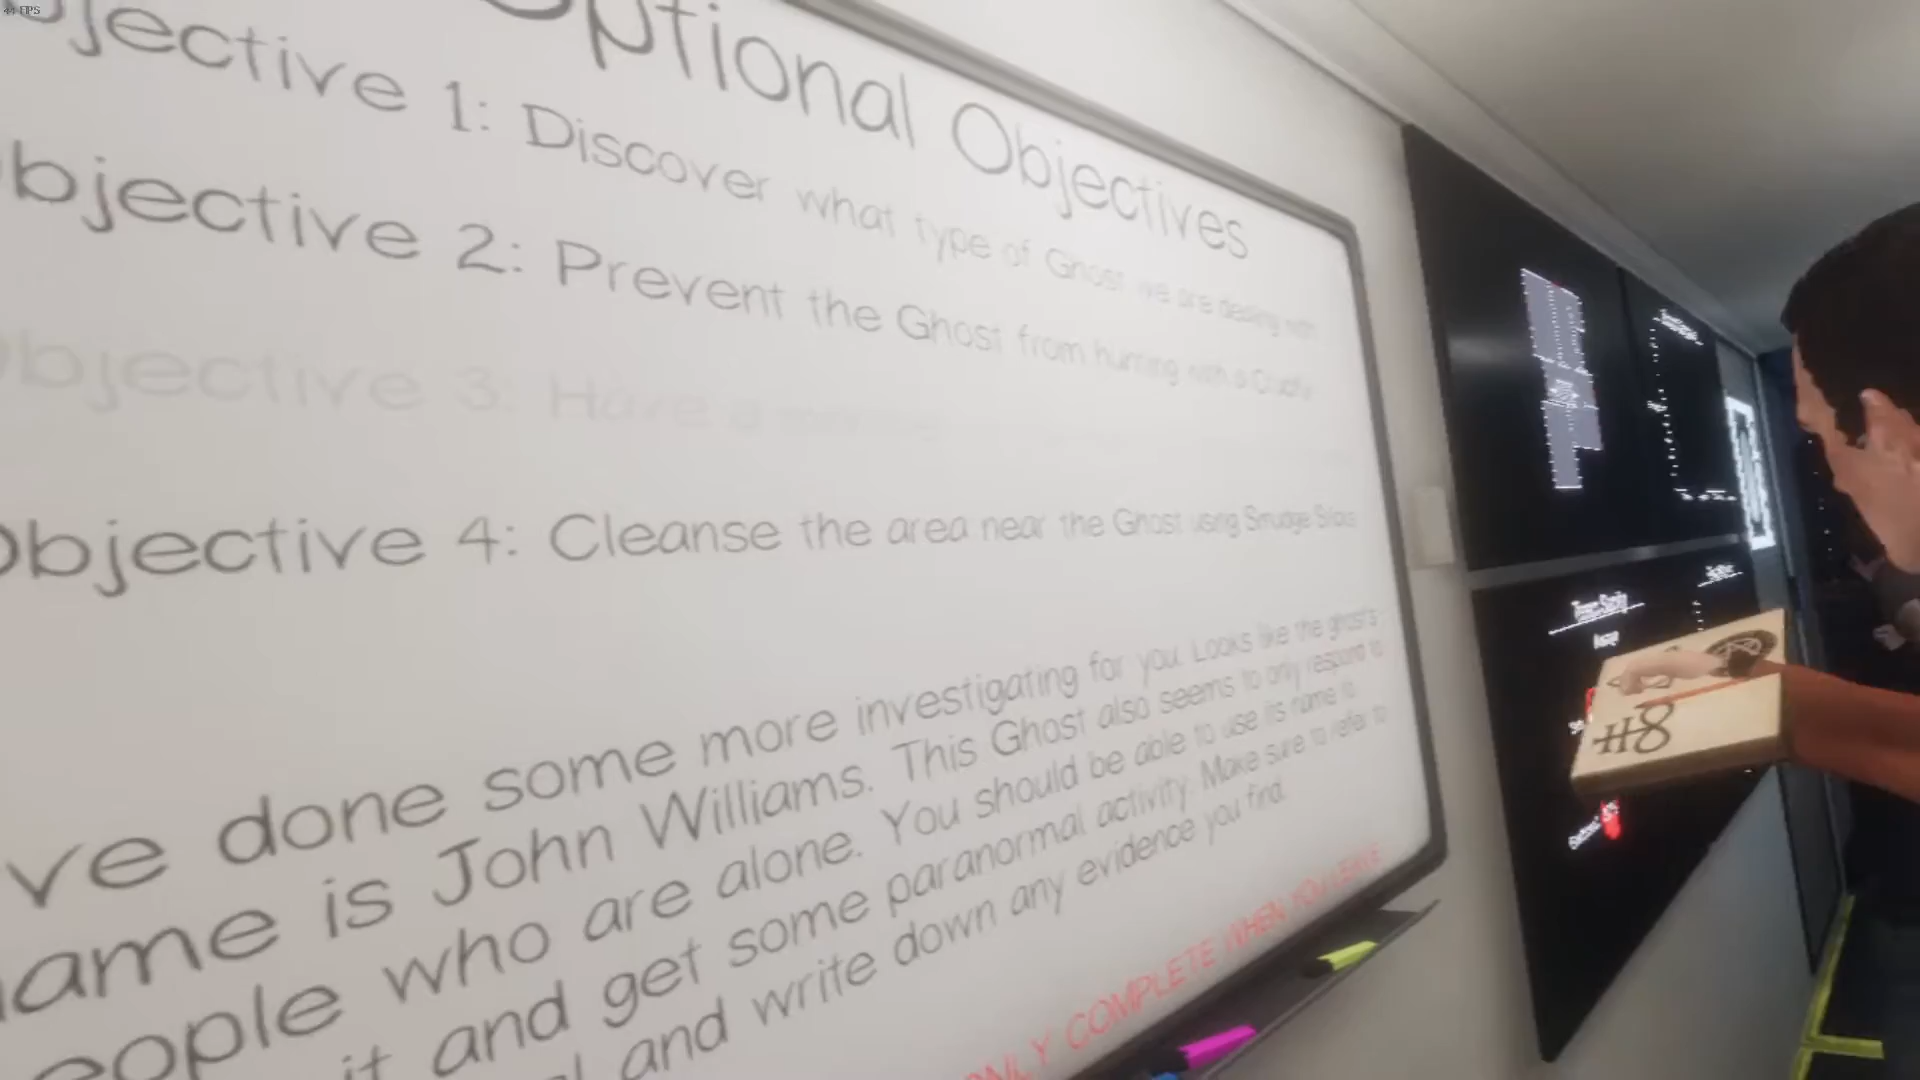 44 FPS
Optional Objectives
Objective 1: Discover what type of Ghost we are dealing with
Objective 2: Prevent the Ghost from hunting with a Crucifix
Objective 3: Have a
Objective 4: Cleanse the area near the Ghost using Smudge Sticks
ve done some more investigating for you. Looks like the ghost's
name is John Williams. This Ghost also seems to only respond to
people who are alone. You should be able to use its name to
it and get some paranormal activity. Make sure to refer to
and write down any evidence you find.
ONLY COMPLETE WHEN YOU LEAVE
#8